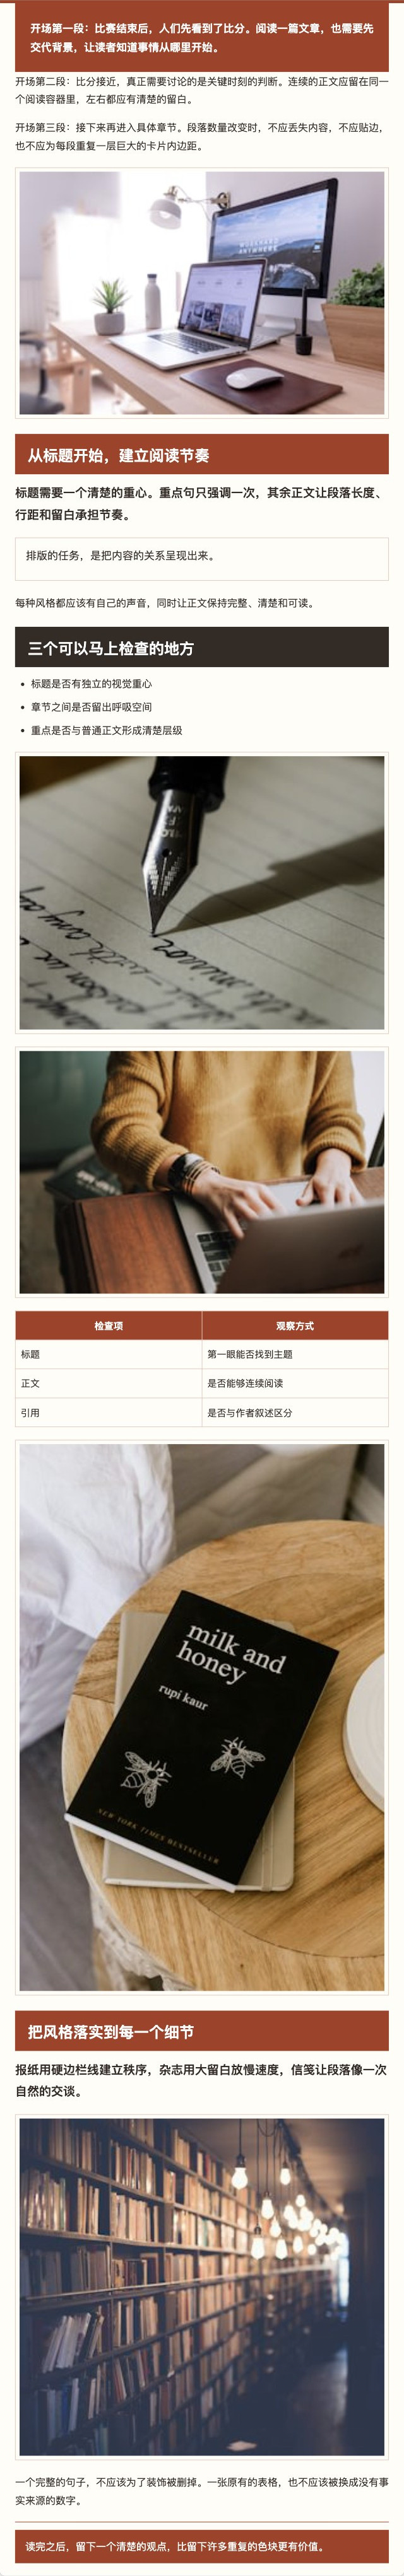 开场第一段：比赛结束后，人们先看到了比分。阅读一篇文章，也需要先
交代背景，让读者知道事情从哪里开始。
开场第二段：比分接近，真正需要讨论的是关键时刻的判断。连续的正文应留在同一
个阅读容器里，左右都应有清楚的留白。
开场第三段：接下来再进入具体章节。段落数量改变时，不应丢失内容，不应贴边，
也不应为每段重复一层巨大的卡片内边距。
从标题开始，建立阅读节奏
标题需要一个清楚的重心。重点句只强调一次，其余正文让段落长度、
行距和留白承担节奏。
排版的任务，是把内容的关系呈现出来。
每种风格都应该有自己的声音，同时让正文保持完整、清楚和可读。
三个可以马上检查的地方
• 标题是否有独立的视觉重心
• 章节之间是否留出呼吸空间
• 重点是否与普通正文形成清楚层级
检查项 观察方式
标题 第一眼能否找到主题
正文 是否能够连续阅读
引用 是否与作者叙述区分
milk and
honey
rupi kaur
NEW YORK TIMES BESTSELLER
把风格落实到每一个细节
报纸用硬边栏线建立秩序，杂志用大留白放慢速度，信笺让段落像一次
自然的交谈。
一个完整的句子，不应该为了装饰被删掉。一张原有的表格，也不应该被换成没有事
实来源的数字。
读完之后，留下一个清楚的观点，比留下许多重复的色块更有价值。